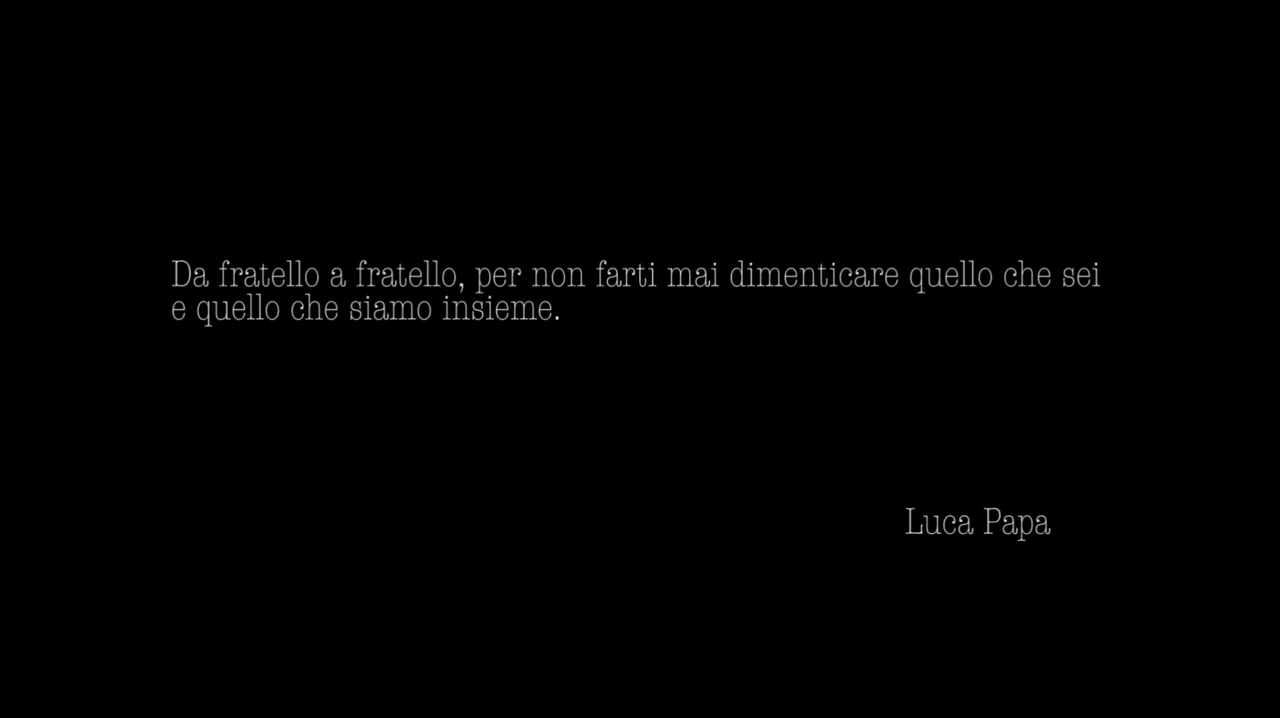 Da fratello a fratello, per non farti mai dimenticare quello che sei
e quello che siamo insieme.
Luca Papa